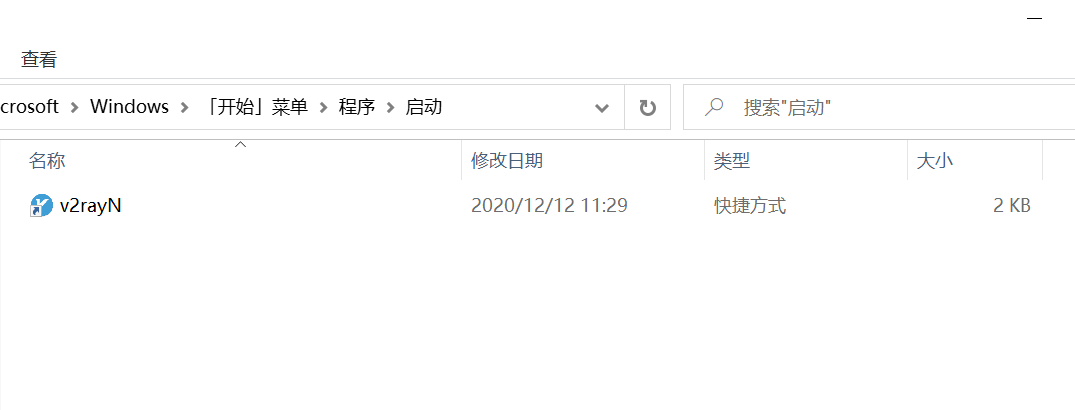 查看
crosoft > Windows > 「开始」菜单 > 程序 > 启动
搜索"启动"
名称 修改日期 类型 大小
v2rayN 2020/12/12 11:29 快捷方式 2 KB